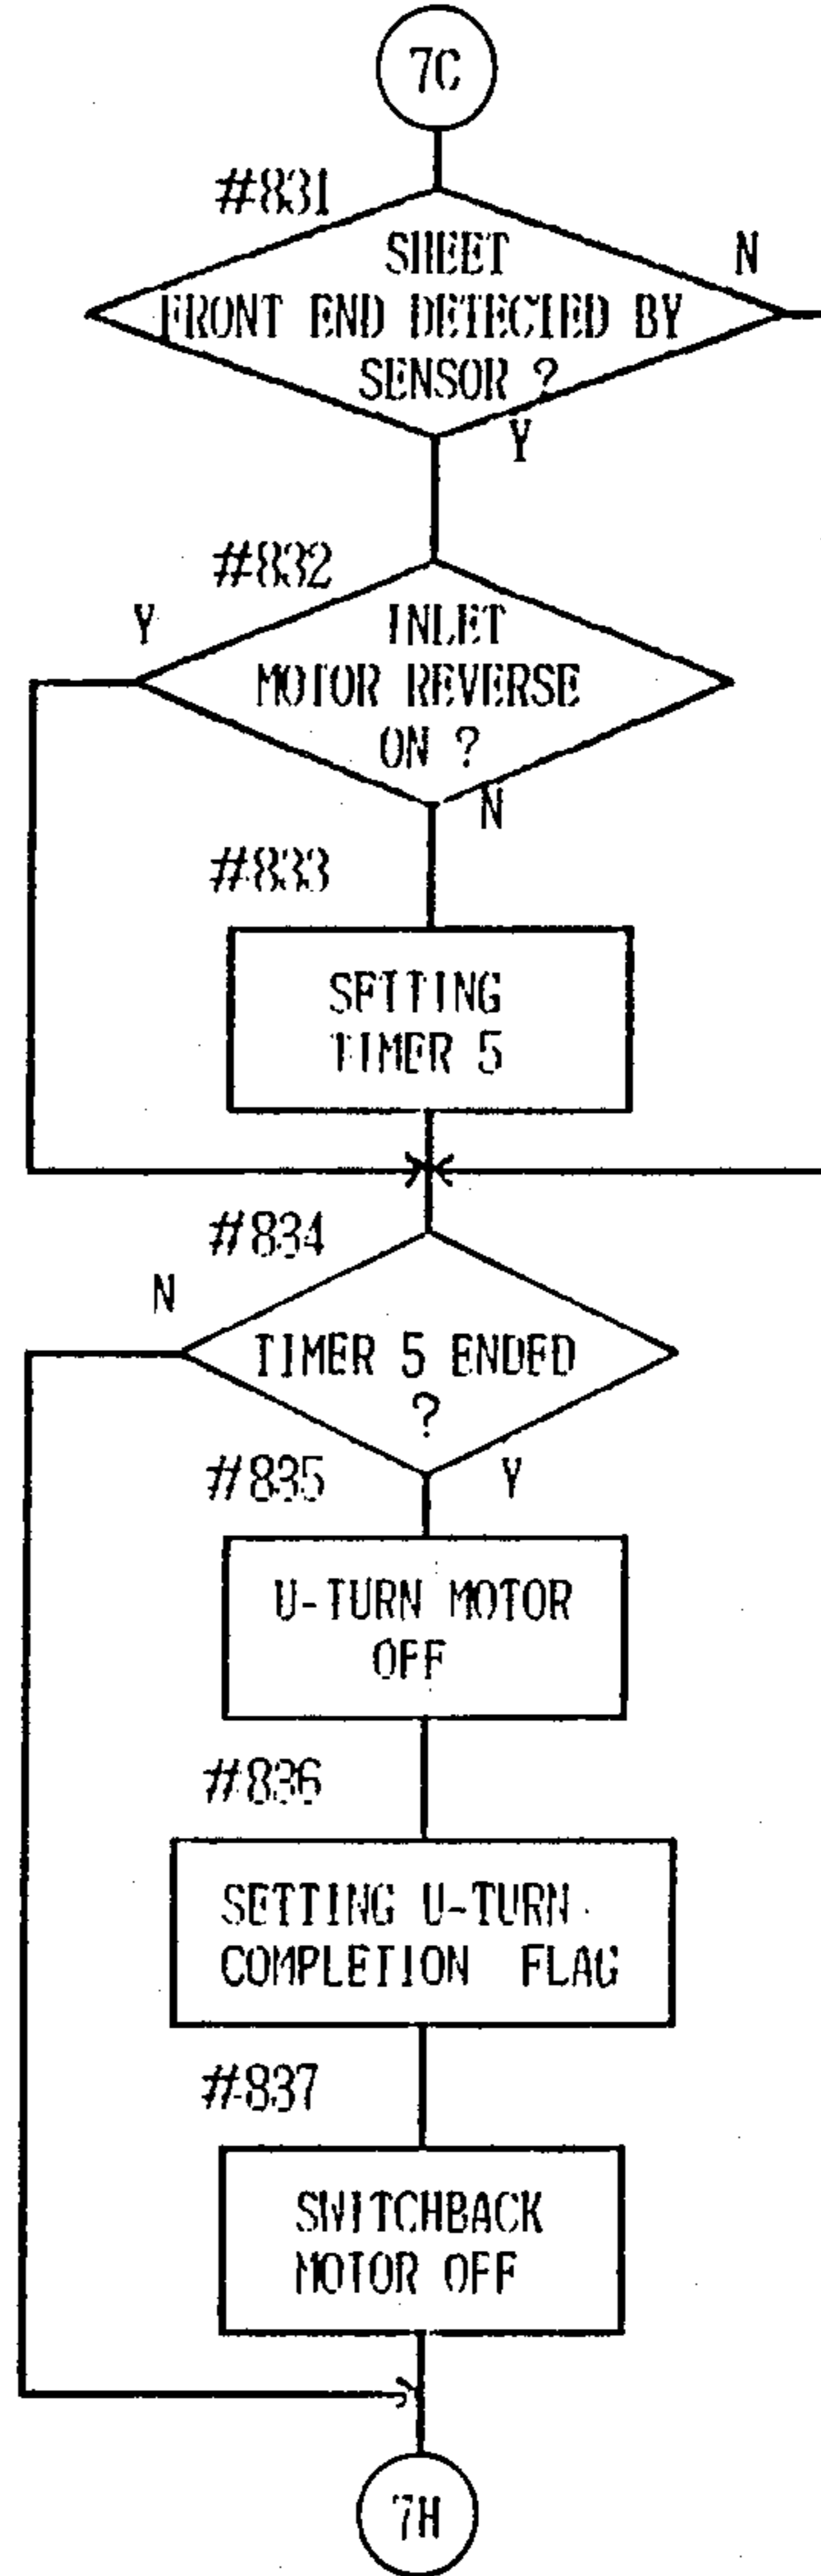 7C
#831
SHEET
N
FRONT END DETECTED BY
SENSOR ?
Y
#832
Y
INLET
MOTOR REVERSE
ON ?
N
#833
SETTING
TIMER 5
#834
N
TIMER 5 ENDED
?
#835
Y
U-TURN MOTOR
OFF
#836
SETTING U-TURN
COMPLETION FLAG
#837
SWITCHBACK
MOTOR OFF
7H